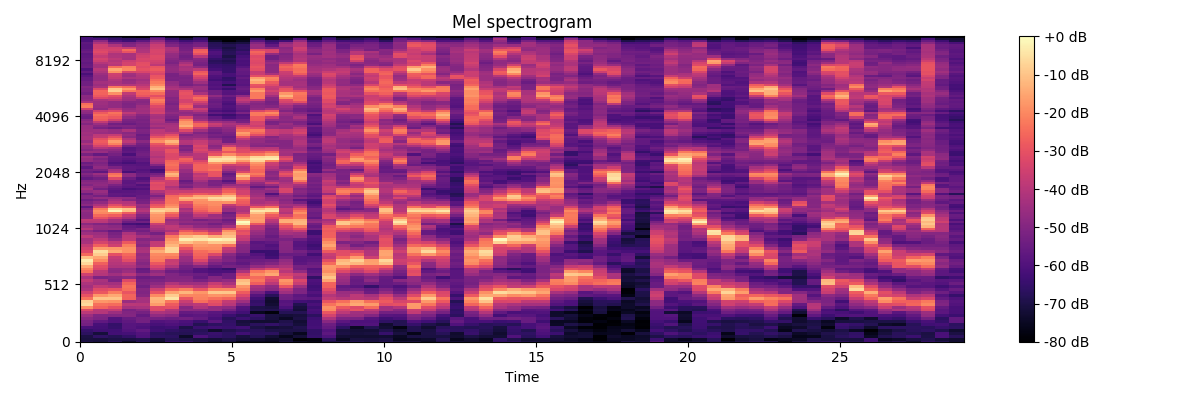 Mel spectrogram
8192
4096
2048
1024
512
0
Hz
0 5 10 15 20 25
Time
+0 dB
-10 dB
-20 dB
-30 dB
-40 dB
-50 dB
-60 dB
-70 dB
-80 dB